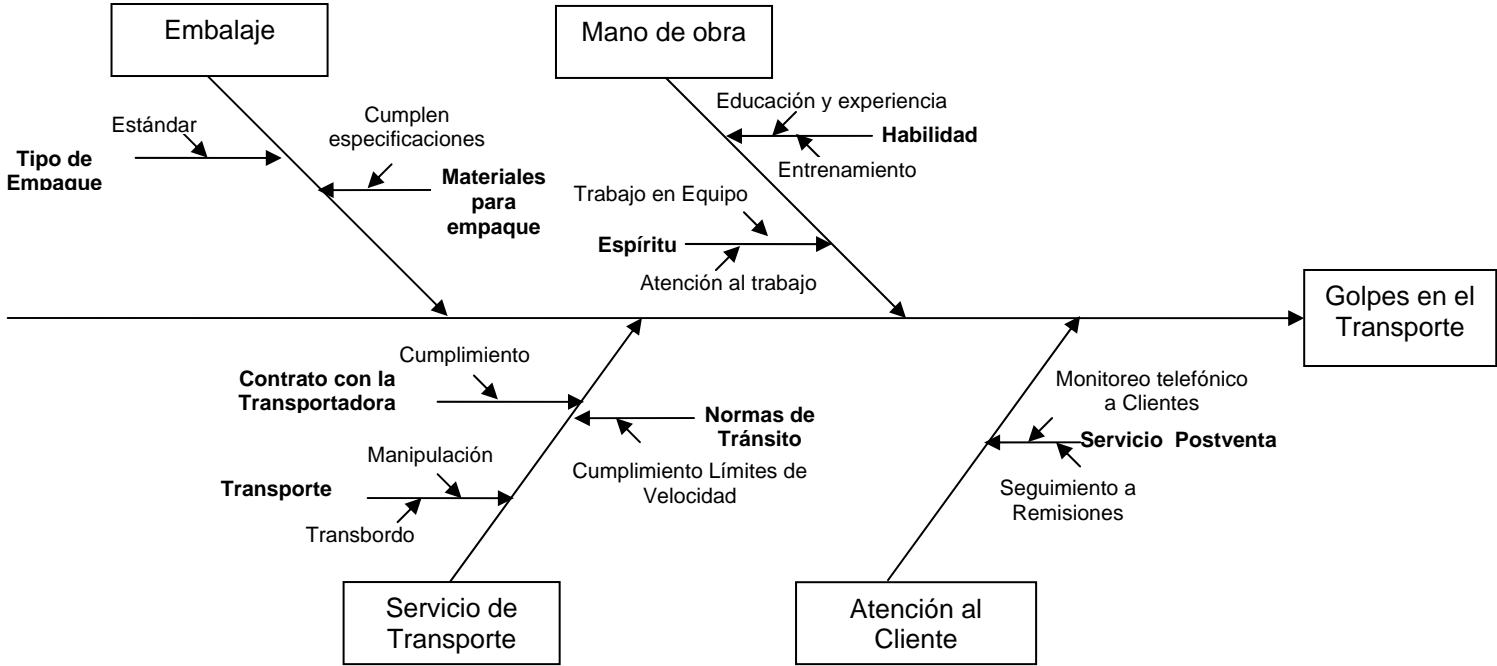 Embalaje
Mano de obra
Estándar
Tipo de
Empaque
Cumplen
especificaciones
Materiales
para
empaque
Educación y experiencia
Habilidad
Entrenamiento
Trabajo en Equipo
Espíritu
Atención al trabajo
Golpes en el
Transporte
Cumplimiento
Contrato con la
Transportadora
Normas de
Tránsito
Cumplimiento Límites de
Velocidad
Manipulación
Transporte
Transbordo
Monitoreo telefónico
a Clientes
Servicio Postventa
Seguimiento a
Remisiones
Servicio de
Transporte
Atención al
Cliente